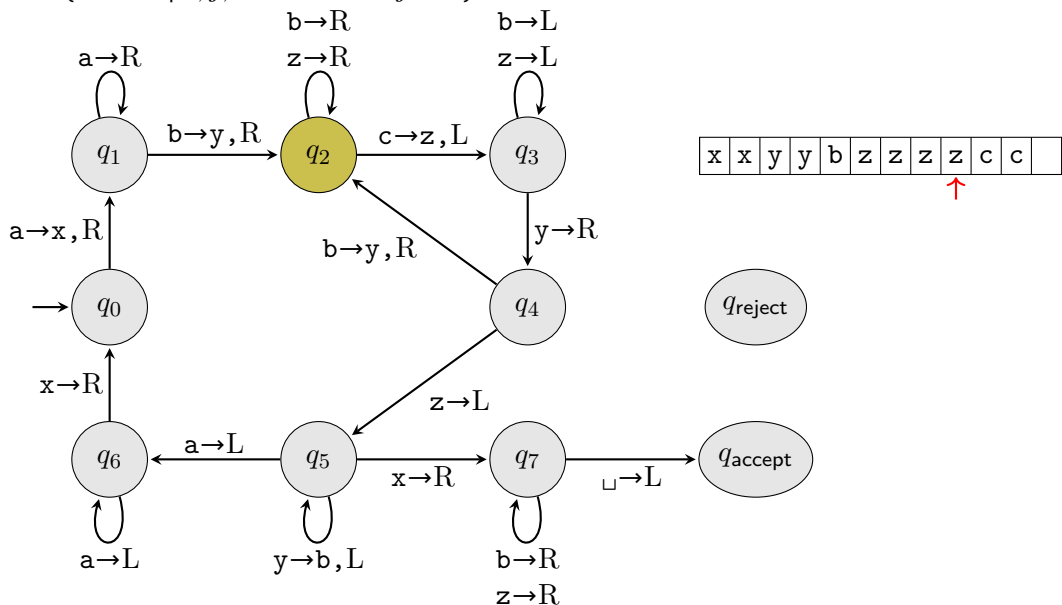 b→R b→L
a→R z→R z→L
q1 b→y,R q2 c→z,L q3 x x y y b z z z z c c
a→x,R b→y,R y→R
q0 q4 qreject
x→R z→L
q6 a→L q5 x→R q7 ␣→L qaccept
a→L y→b,L b→R
z→R